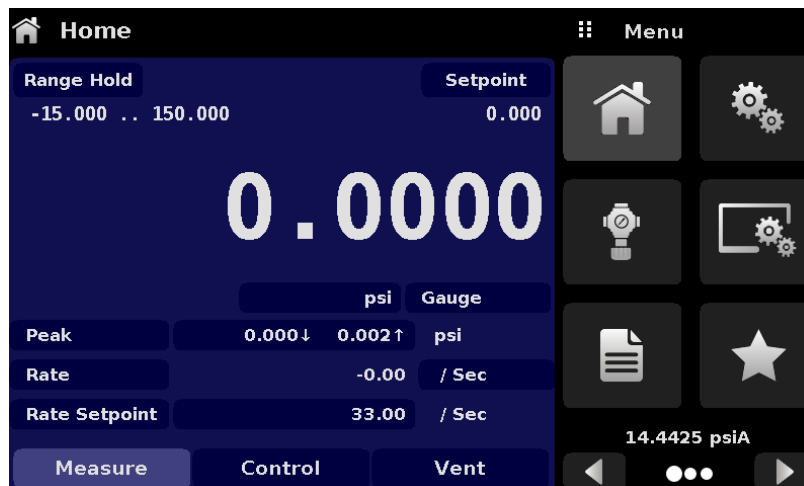 Home
Menu
Range Hold
Setpoint
-15.000 .. 150.000
0.000
0.0000
psi Gauge
Peak 0.000↓ 0.002↑ psi
Rate -0.00 / Sec
Rate Setpoint 33.00 / Sec
14.4425 psiA
Measure Control Vent